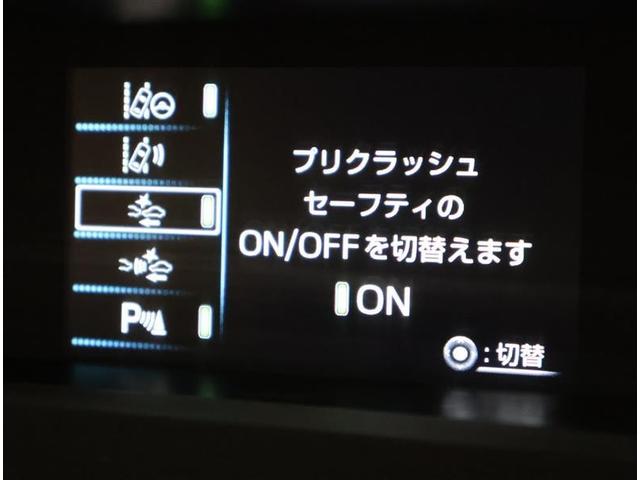 プリクラッシュ
セーフティの
ON/OFFを切替えます
ON
:切替
P